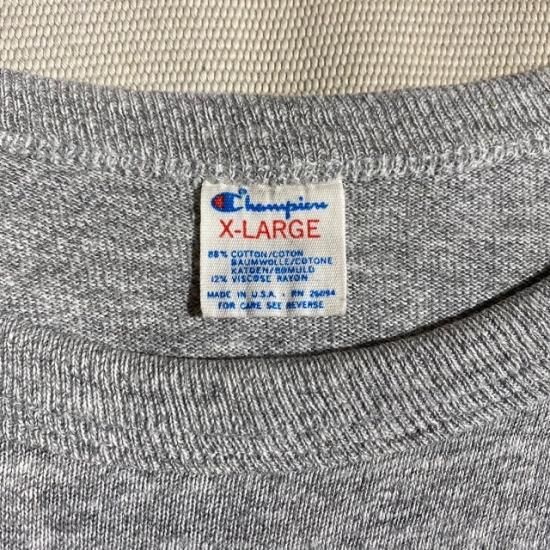 Champion
X-LARGE
88% COTTON/COTON
BAUMWOLLE/COTONE
KATOEN/BOMULD
12% VISCOSE RAYON
MADE IN U.S.A. - RN 26094
FOR CARE SEE REVERSE